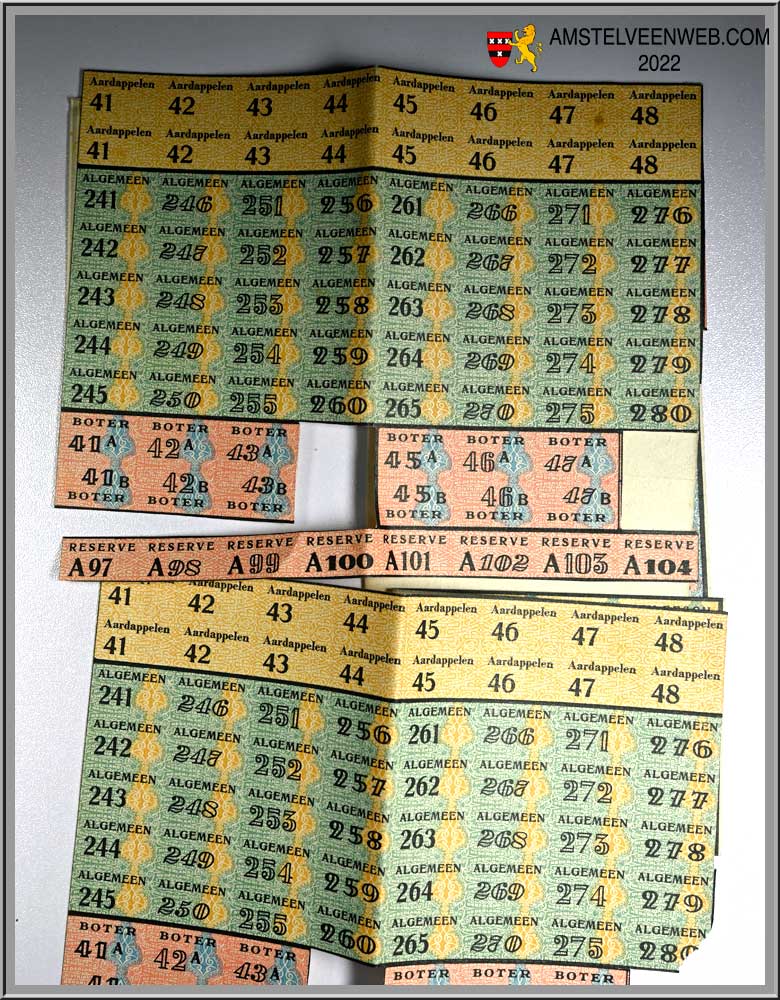 AMSTELVEENWEB.COM
2022
Aardappelen Aardappelen Aardappelen Aardappelen Aardappelen Aardappelen Aardappelen Aardappelen
41 42 43 44 45 46 47 48
Aardappelen Aardappelen Aardappelen Aardappelen Aardappelen Aardappelen Aardappelen Aardappelen
41 42 43 44 45 46 47 48
ALGEMEEN ALGEMEEN ALGEMEEN ALGEMEEN ALGEMEEN ALGEMEEN ALGEMEEN ALGEMEEN
241 246 251 256 261 266 271 276
ALGEMEEN ALGEMEEN ALGEMEEN ALGEMEEN ALGEMEEN ALGEMEEN ALGEMEEN ALGEMEEN
242 247 252 257 262 267 272 277
ALGEMEEN ALGEMEEN ALGEMEEN ALGEMEEN ALGEMEEN ALGEMEEN ALGEMEEN ALGEMEEN
243 248 253 258 263 268 273 278
ALGEMEEN ALGEMEEN ALGEMEEN ALGEMEEN ALGEMEEN ALGEMEEN ALGEMEEN ALGEMEEN
244 249 254 259 264 269 274 279
ALGEMEEN ALGEMEEN ALGEMEEN ALGEMEEN ALGEMEEN ALGEMEEN ALGEMEEN ALGEMEEN
245 250 255 260 265 270 275 280
BOTER BOTER BOTER BOTER BOTER BOTER
41A 42A 43A 45A 46A 47A
41B 42B 43B 45B 46B 47B
BOTER BOTER BOTER BOTER BOTER BOTER
RESERVE RESERVE RESERVE RESERVE RESERVE RESERVE RESERVE RESERVE
A97 A98 A99 A100 A101 A102 A103 A104
Aardappelen Aardappelen Aardappelen Aardappelen Aardappelen Aardappelen Aardappelen
41 42 43 44 45 46 47 48
Aardappelen Aardappelen Aardappelen Aardappelen Aardappelen Aardappelen Aardappelen Aardappelen
41 42 43 44 45 46 47 48
ALGEMEEN ALGEMEEN ALGEMEEN ALGEMEEN ALGEMEEN ALGEMEEN ALGEMEEN ALGEMEEN
241 246 251 256 261 266 271 276
ALGEMEEN ALGEMEEN ALGEMEEN ALGEMEEN ALGEMEEN ALGEMEEN ALGEMEEN ALGEMEEN
242 247 252 257 262 267 272 277
ALGEMEEN ALGEMEEN ALGEMEEN ALGEMEEN ALGEMEEN ALGEMEEN ALGEMEEN ALGEMEEN
243 248 253 258 263 268 273 278
ALGEMEEN ALGEMEEN ALGEMEEN ALGEMEEN ALGEMEEN ALGEMEEN ALGEMEEN ALGEMEEN
244 249 254 259 264 269 274 279
ALGEMEEN ALGEMEEN ALGEMEEN ALGEMEEN ALGEMEEN ALGEMEEN ALGEMEEN ALGEMEEN
245 250 255 260 265 270 275 280
BOTER BOTER BOTER BOTER BOTER BOTER
41A 42A 43A